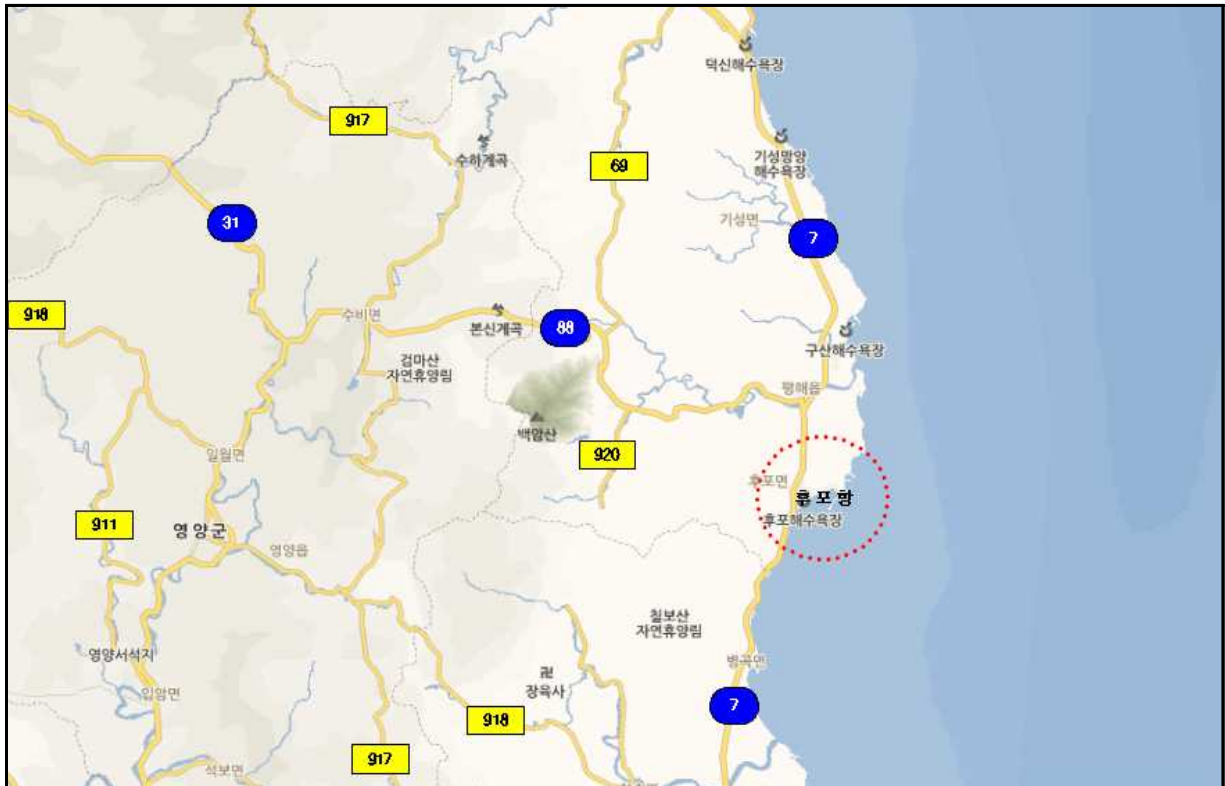 덕신해수욕장
917
수하계곡
69
기성망양
해수욕장
기성면
31
7
918
수비면
본신계곡
88
구산해수욕장
검마산
자연휴양림
평해읍
백암산
920
일월면
후포면
후포항
911
영양군
후포해수욕장
영양읍
칠보산
자연휴양림
영양서석지
병곡면
입암면
卍
장육사
7
918
917
석보면